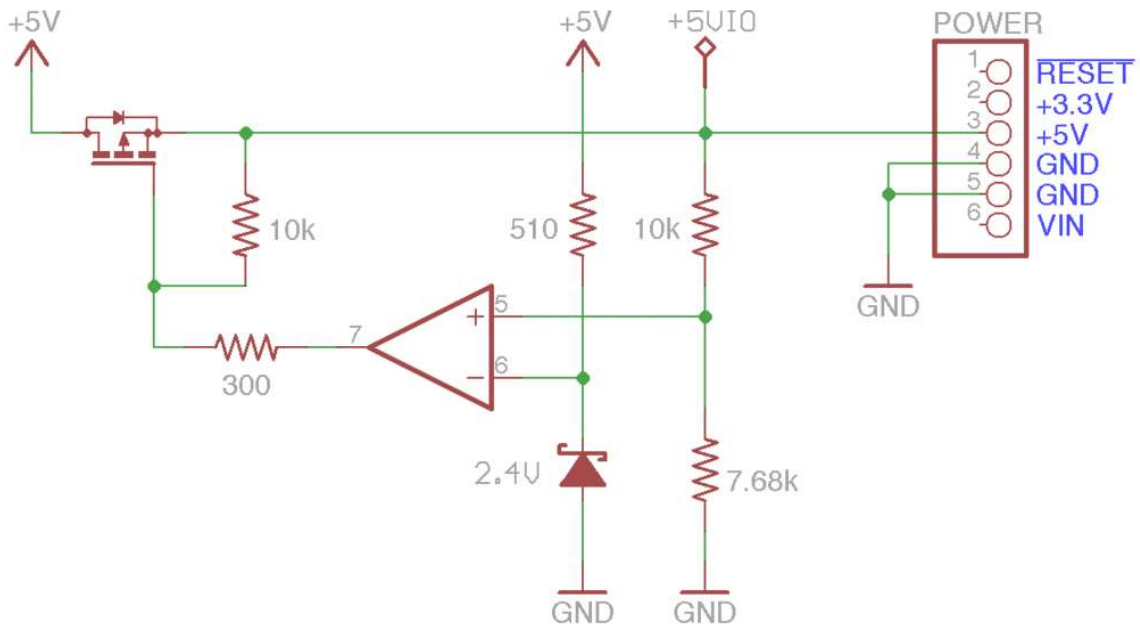 +5V
+5V
+5VIO
POWER
1
RESET
2
+3.3V
3
+5V
4
GND
5
GND
6
VIN
10k
510
10k
GND
5
+
7
6
-
300
2.4V
7.68k
GND
GND